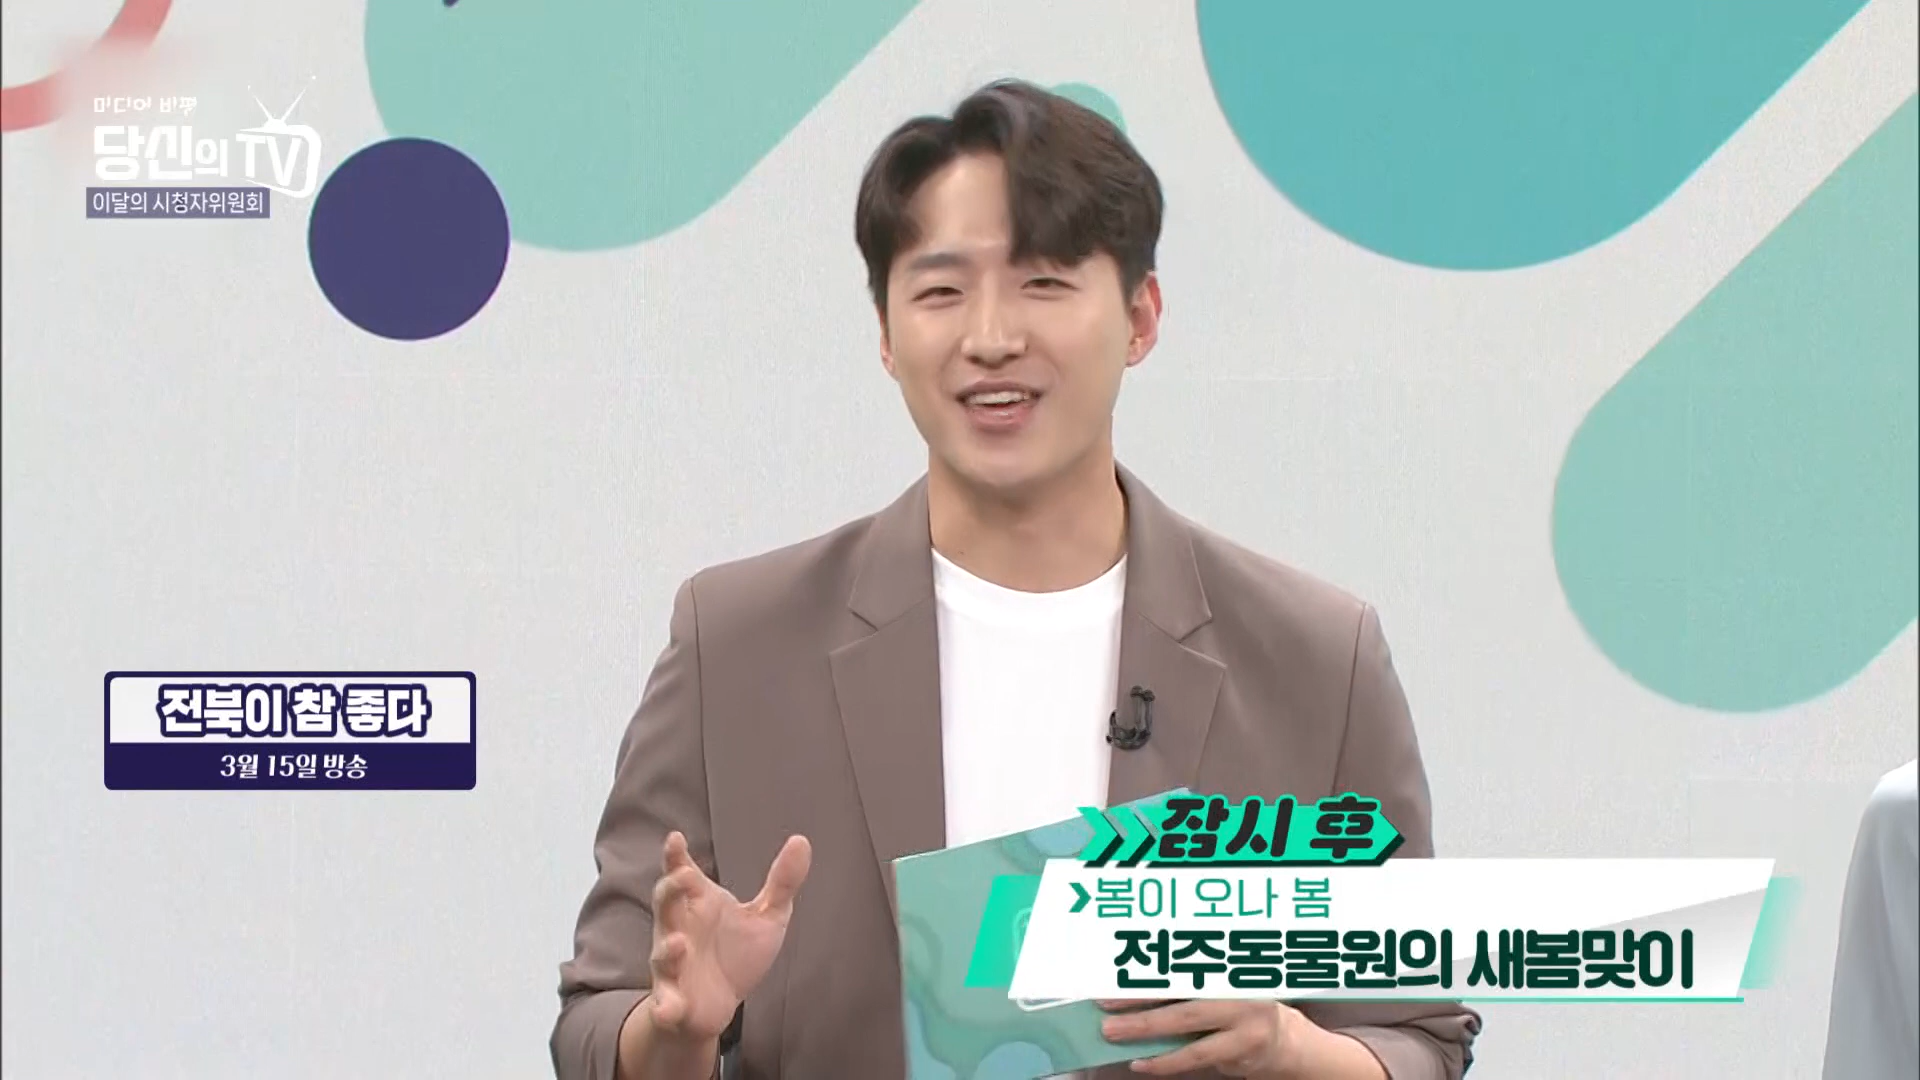 미디어 비평
당신의 TV
이달의 시청자위원회
전북이 참 좋다
3월 15일 방송
잠시 후
봄이 오나 봄
전주동물원의 새봄맞이